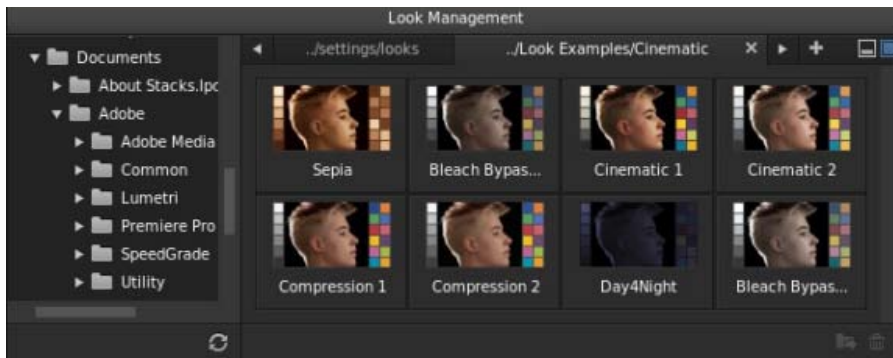 Look Management
Documents
About Stacks.lpc
Adobe
Adobe Media
Common
Lumetri
Premiere Pro
SpeedGrade
Utility
../settings/looks
../Look Examples/Cinematic
Sepia
Bleach Bypas...
Cinematic 1
Cinematic 2
Compression 1
Compression 2
Day4Night
Bleach Bypas...